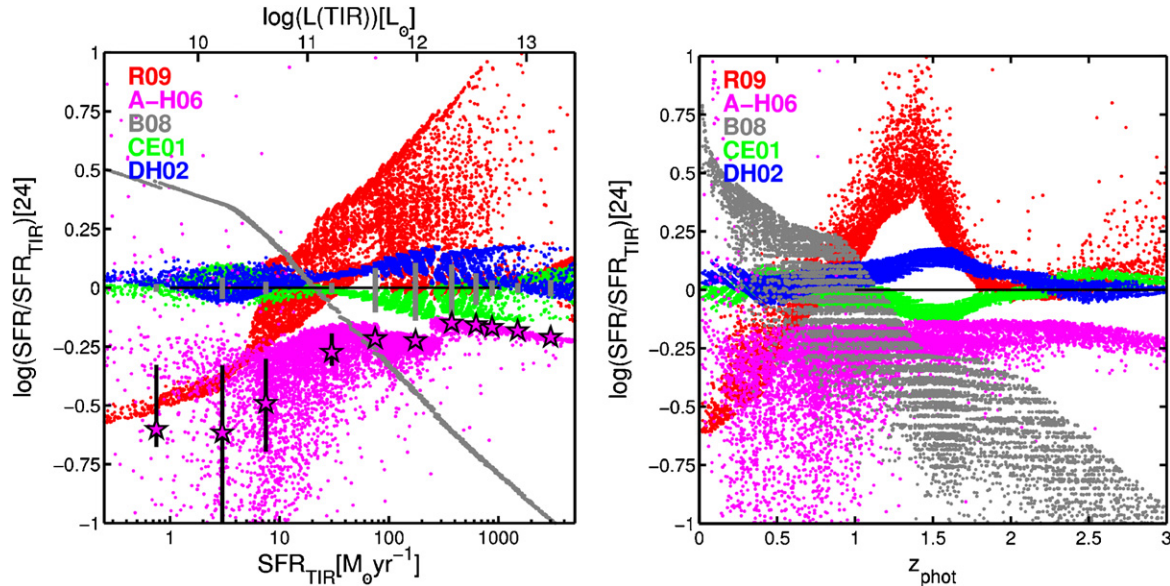 log(L(TIR))[L⊙]
10 11 12 13
1
0.75
0.5
0.25
0
−0.25
−0.5
−0.75
−1
log(SFR/SFR_TIR)[24]
R09
A−H06
B08
CE01
DH02
1 10 100 1000
SFR_TIR[M⊙yr⁻¹]
1
0.75
0.5
0.25
0
−0.25
−0.5
−0.75
−1
log(SFR/SFR_TIR)[24]
R09
A−H06
B08
CE01
DH02
0 0.5 1 1.5 2 2.5 3
z_phot